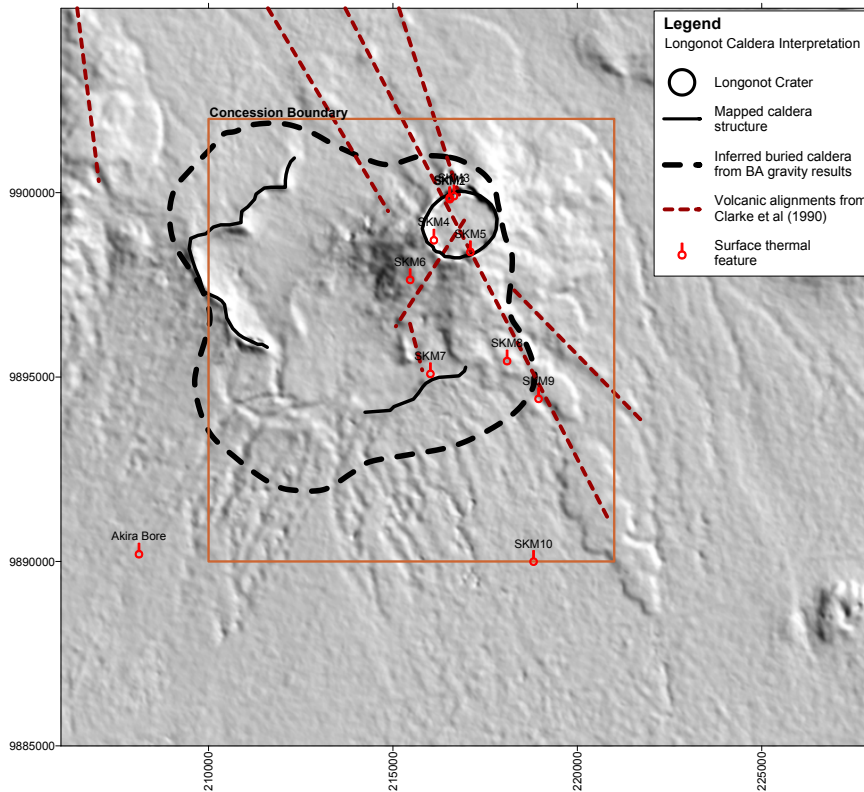 Legend
Longonot Caldera Interpretation
Longonot Crater
Mapped caldera
structure
Inferred buried caldera
from BA gravity results
Volcanic alignments from
Clarke et al (1990)
Surface thermal
feature
Concession Boundary
SKM3
SKM4
SKM5
SKM6
SKM7
SKM8
SKM9
SKM10
Akira Bore
9900000
9895000
9890000
9885000
210000
215000
220000
225000